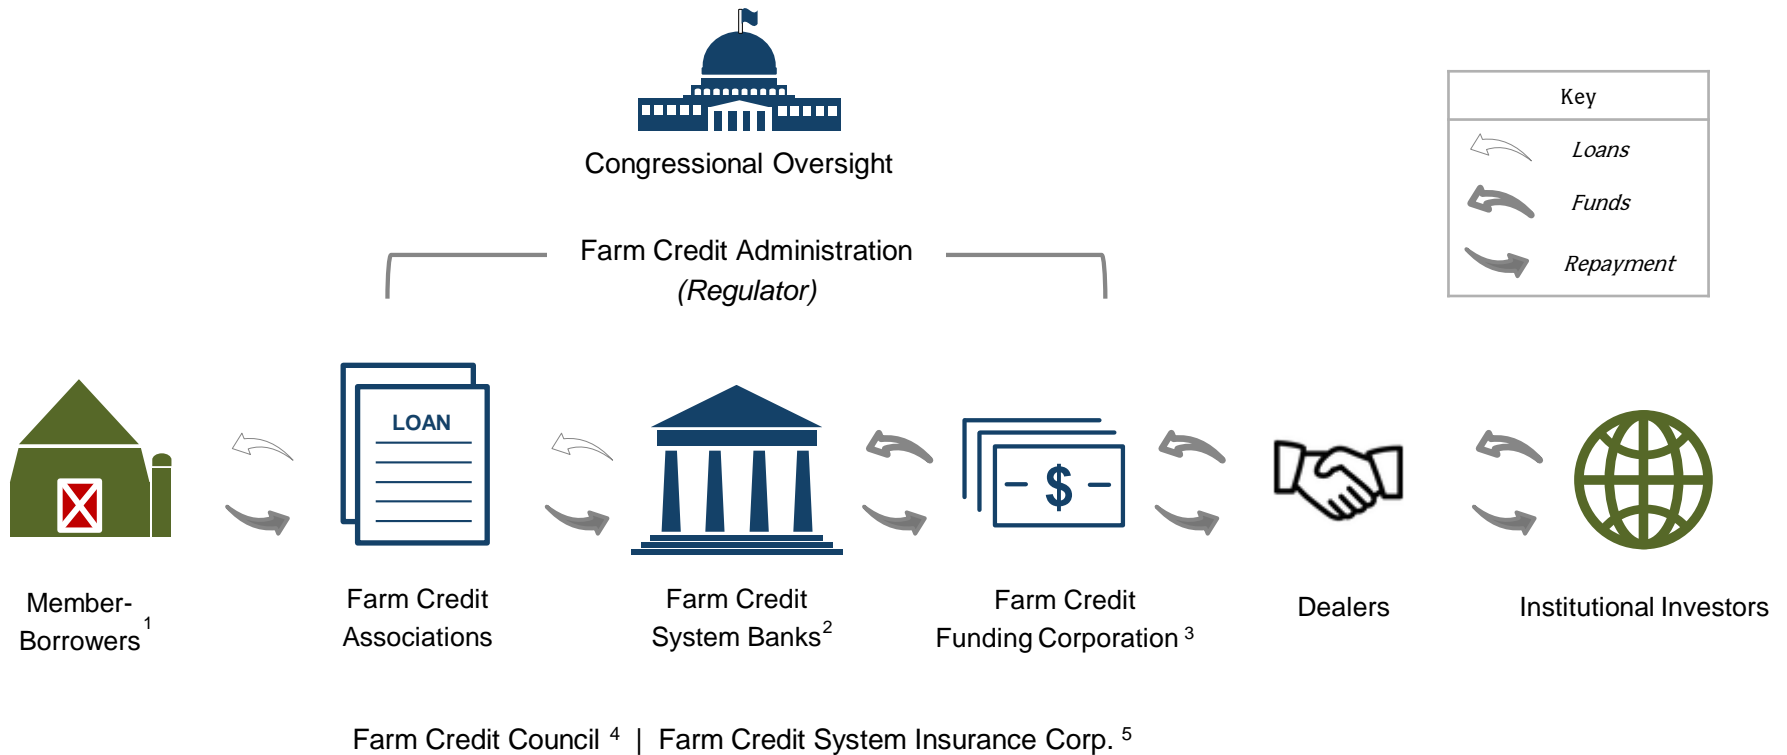 Congressional Oversight
Key
Loans
Funds
Repayment
Farm Credit Administration
(Regulator)
LOAN
$
Member-
Borrowers 1
Farm Credit
Associations
Farm Credit
System Banks 2
Farm Credit
Funding Corporation 3
Dealers
Institutional Investors
Farm Credit Council 4 | Farm Credit System Insurance Corp. 5